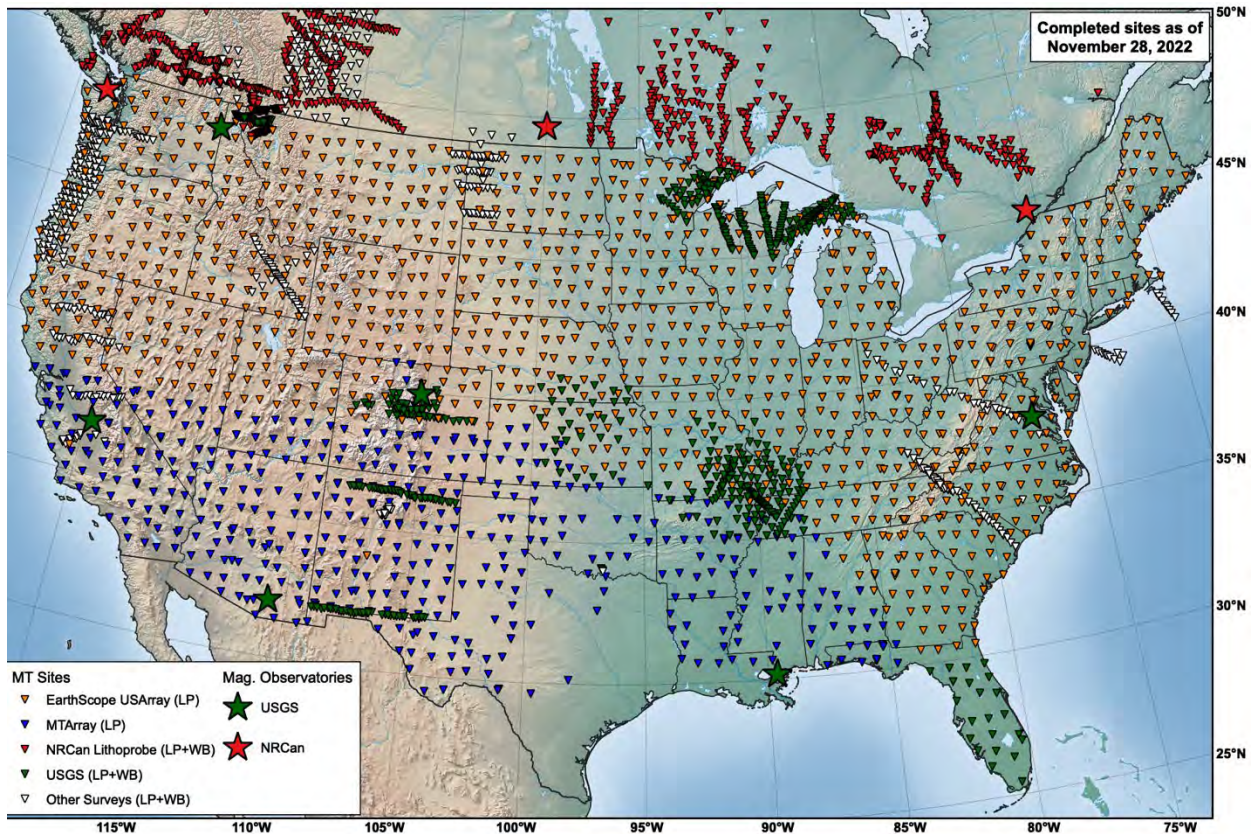 50°N
Completed sites as of
November 28, 2022
45°N
40°N
35°N
30°N
25°N
MT Sites
EarthScope USArray (LP)
MTArray (LP)
NRCan Lithoprobe (LP+WB)
USGS (LP+WB)
Other Surveys (LP+WB)
Mag. Observatories
USGS
NRCan
115°W
110°W
105°W
100°W
95°W
90°W
85°W
80°W
75°W